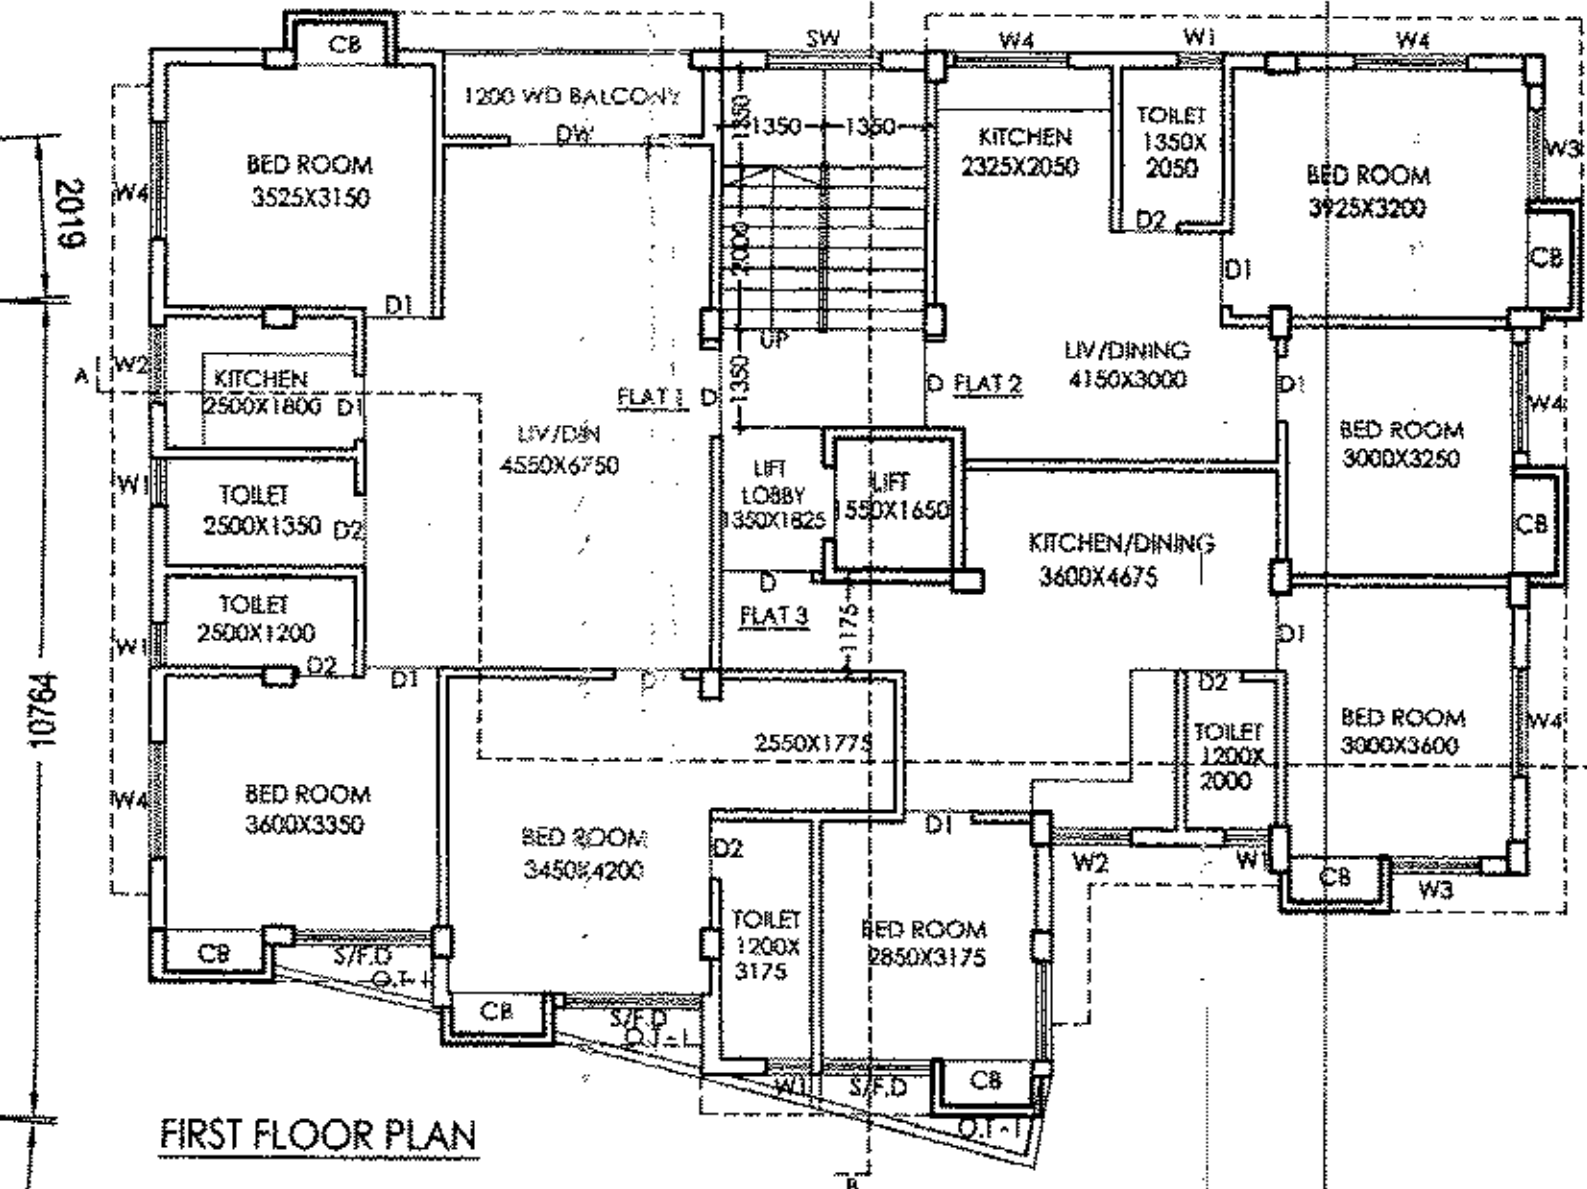 CB
SW
W4
W1
W4
1200 WD BALCONY
DW
1350
1350
1350
KITCHEN
2325X2050
TOILET
1350X
2050
BED ROOM
3525X3150
W4
BED ROOM
3925X3200
W3
2019
D2
2000
D1
CB
D1
UP
W2
A
KITCHEN
2500X1800
D1
FLAT 1
D
1350
D
FLAT 2
LIV/DINING
4150X3000
D1
W4
LIV/DIN
4550X6750
BED ROOM
3000X3250
W1
TOILET
2500X1350
D2
LIFT
LOBBY
1350X1825
LIFT
1550X1650
CB
KITCHEN/DINING
3600X4675
D
FLAT 3
1175
TOILET
2500X1200
W1
D2
D1
D1
D2
10764
2550X1775
TOILET
1200X
2000
BED ROOM
3000X3600
W4
W4
BED ROOM
3600X3350
BED ROOM
3450X4200
D2
D1
W2
W1
CB
W3
TOILET
1200X
3175
BED ROOM
2850X3175
CB
S/F.D
O.T-1
CB
S/F.D
O.T-1
W1
S/F.D
CB
O.T-1
FIRST FLOOR PLAN
B